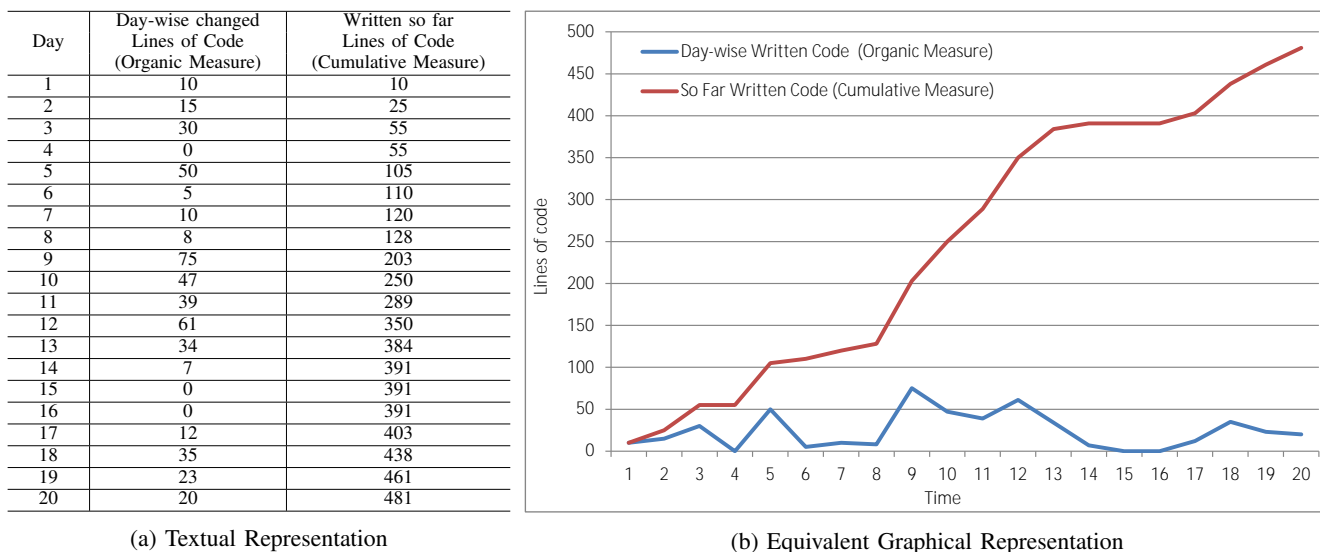 Day
Day-wise changed
Lines of Code
(Organic Measure)
Written so far
Lines of Code
(Cumulative Measure)
1 10 10
2 15 25
3 30 55
4 0 55
5 50 105
6 5 110
7 10 120
8 8 128
9 75 203
10 47 250
11 39 289
12 61 350
13 34 384
14 7 391
15 0 391
16 0 391
17 12 403
18 35 438
19 23 461
20 20 481
(a) Textual Representation
500
450
400
350
300
250
200
150
100
50
0
Lines of code
Day-wise Written Code (Organic Measure)
So Far Written Code (Cumulative Measure)
1 2 3 4 5 6 7 8 9 10 11 12 13 14 15 16 17 18 19 20
Time
(b) Equivalent Graphical Representation